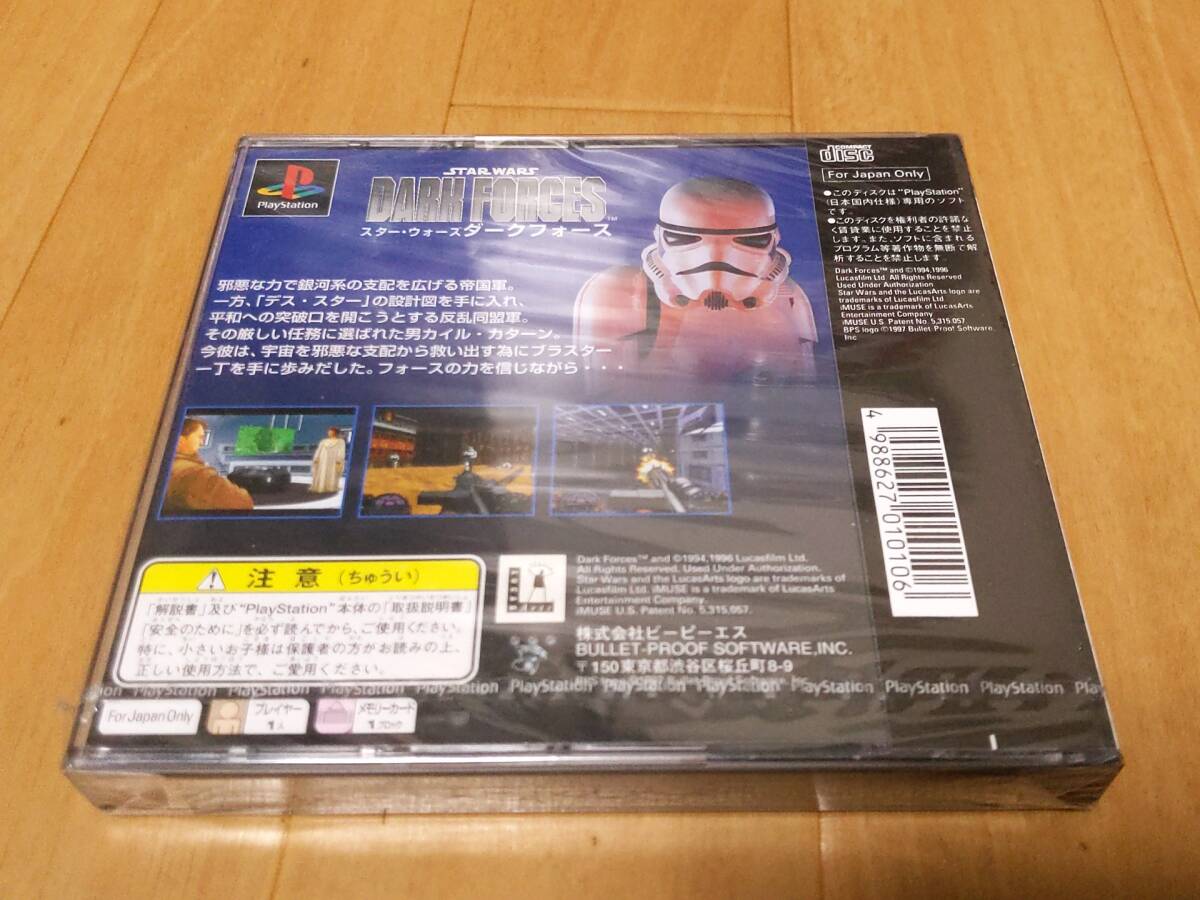 PlayStation
STAR WARS
DARK FORCES™
スター・ウォーズ ダークフォース
邪悪な力で銀河系の支配を広げる帝国軍。
一方、「デス・スター」の設計図を手に入れ、
平和への突破口を開こうとする反乱同盟軍。
その厳しい任務に選ばれた男カイル・カターン。
今彼は、宇宙を邪悪な支配から救い出す為にブラスター
一丁を手に歩みだした。フォースの力を信じながら・・・
COMPACT
disc
For Japan Only
●このディスクは"PlayStation"
(日本国内仕様)専用のソフト
です。
●このディスクを権利者の許諾な
く賃貸業に使用することを禁止
します。また、ソフトに含まれる
プログラム等著作物を無断で解
析することを禁止します。
Dark Forces™ and ©1994,1996
Lucasfilm Ltd. All Rights Reserved
Used Under Authorization
Star Wars and the LucasArts logo are
trademarks of Lucasfilm Ltd
iMUSE is a trademark of LucasArts
Entertainment Company
iMUSE U.S. Patent No. 5,315,057
BPS logo ©1997 Bullet-Proof Software,
Inc
4 988627 010106
注意(ちゅうい)
「解説書」及び"PlayStation"本体の「取扱説明書」
「安全のために」を必ず読んでから、ご使用ください。
特に、小さいお子様は保護者の方がお読みの上、
正しい使用方法で、ご愛用ください。
Dark Forces™ and ©1994,1996 Lucasfilm Ltd.
All Rights Reserved. Used Under Authorization.
Star Wars and the LucasArts logo are trademarks of
Lucasfilm Ltd. iMUSE is a trademark of LucasArts
Entertainment Company.
iMUSE U.S. Patent No. 5,315,057.
株式会社ビーピーエス
BULLET-PROOF SOFTWARE,INC.
〒150東京都渋谷区桜丘町8-9
PlayStation PlayStation PlayStation PlayStation PlayStation PlayStation PlayStation PlayStation PlayStation PlayStation
For Japan Only
プレイヤー
1人
メモリーカード
1ブロック